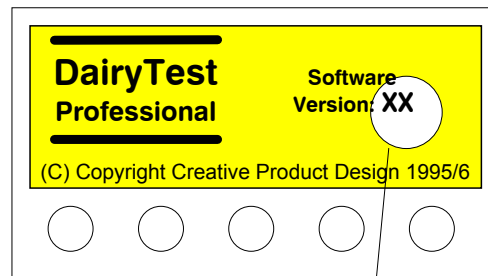 DairyTest
Professional
Software
Version: XX
(C) Copyright Creative Product Design 1995/6